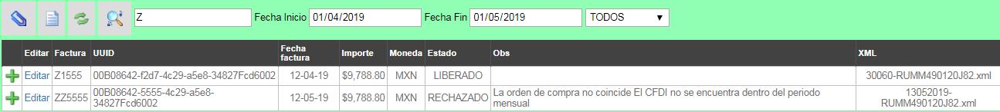 Z Fecha Inicio 01/04/2019 Fecha Fin 01/05/2019 TODOS
Editar Factura UUID Fecha factura Importe Moneda Estado Obs XML
Editar Z1555 00B08642-f2d7-4c29-a5e8-34827Fcd6002 12-04-19 $9,788.80 MXN LIBERADO 30060-RUMM490120J82.xml
Editar ZZ5555 00B08642-5555-4c29-a5e8-34827Fcd6002 12-05-19 $9,788.80 MXN RECHAZADO La orden de compra no coincide El CFDI no se encuentra dentro del periodo mensual 13052019-RUMM490120J82.xml